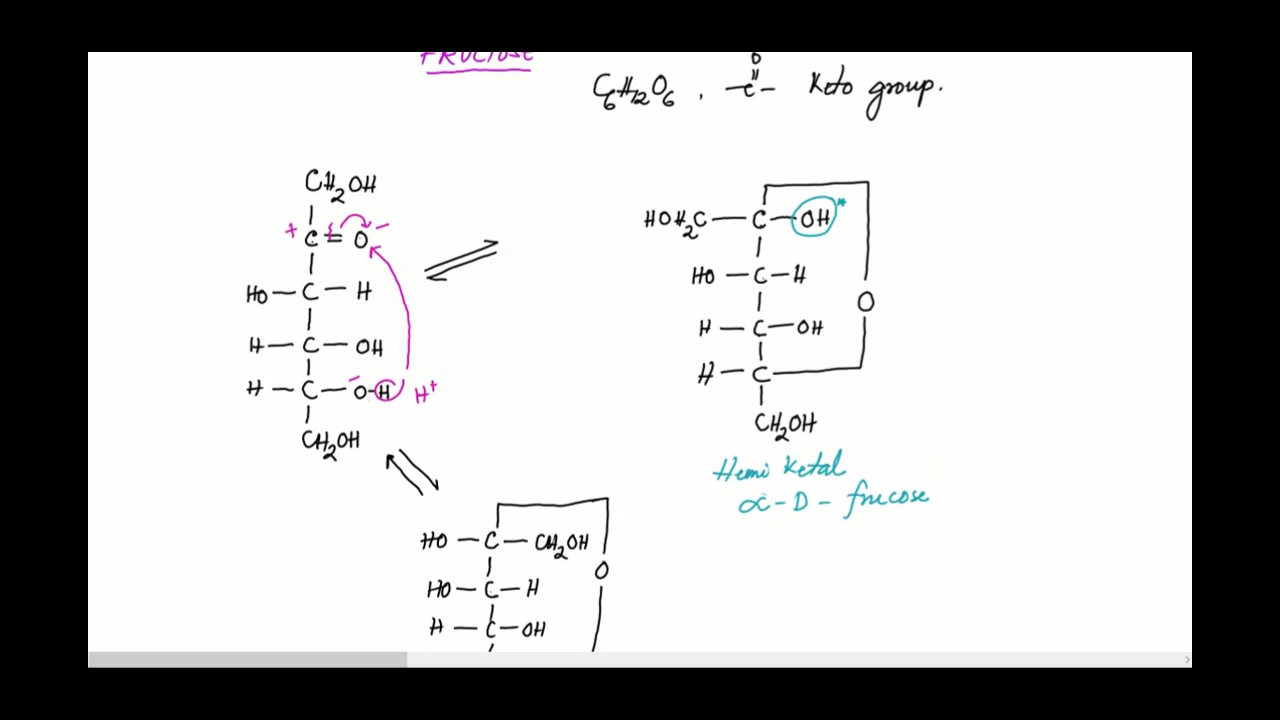 FRUCTOSE
O
||
C6H12O6 , —C— Keto group.
CH2OH
|
+ C = O −
|
HO — C — H
|
H — C — OH
|
H — C — O-H H+
|
CH2OH
HOH2C — C — OH *
|
HO — C — H
|
O
H — C — OH
|
H — C
|
CH2OH
Hemi Ketal
∝ - D - frucose
HO — C — CH2OH
|
O
HO — C — H
|
H — C — OH